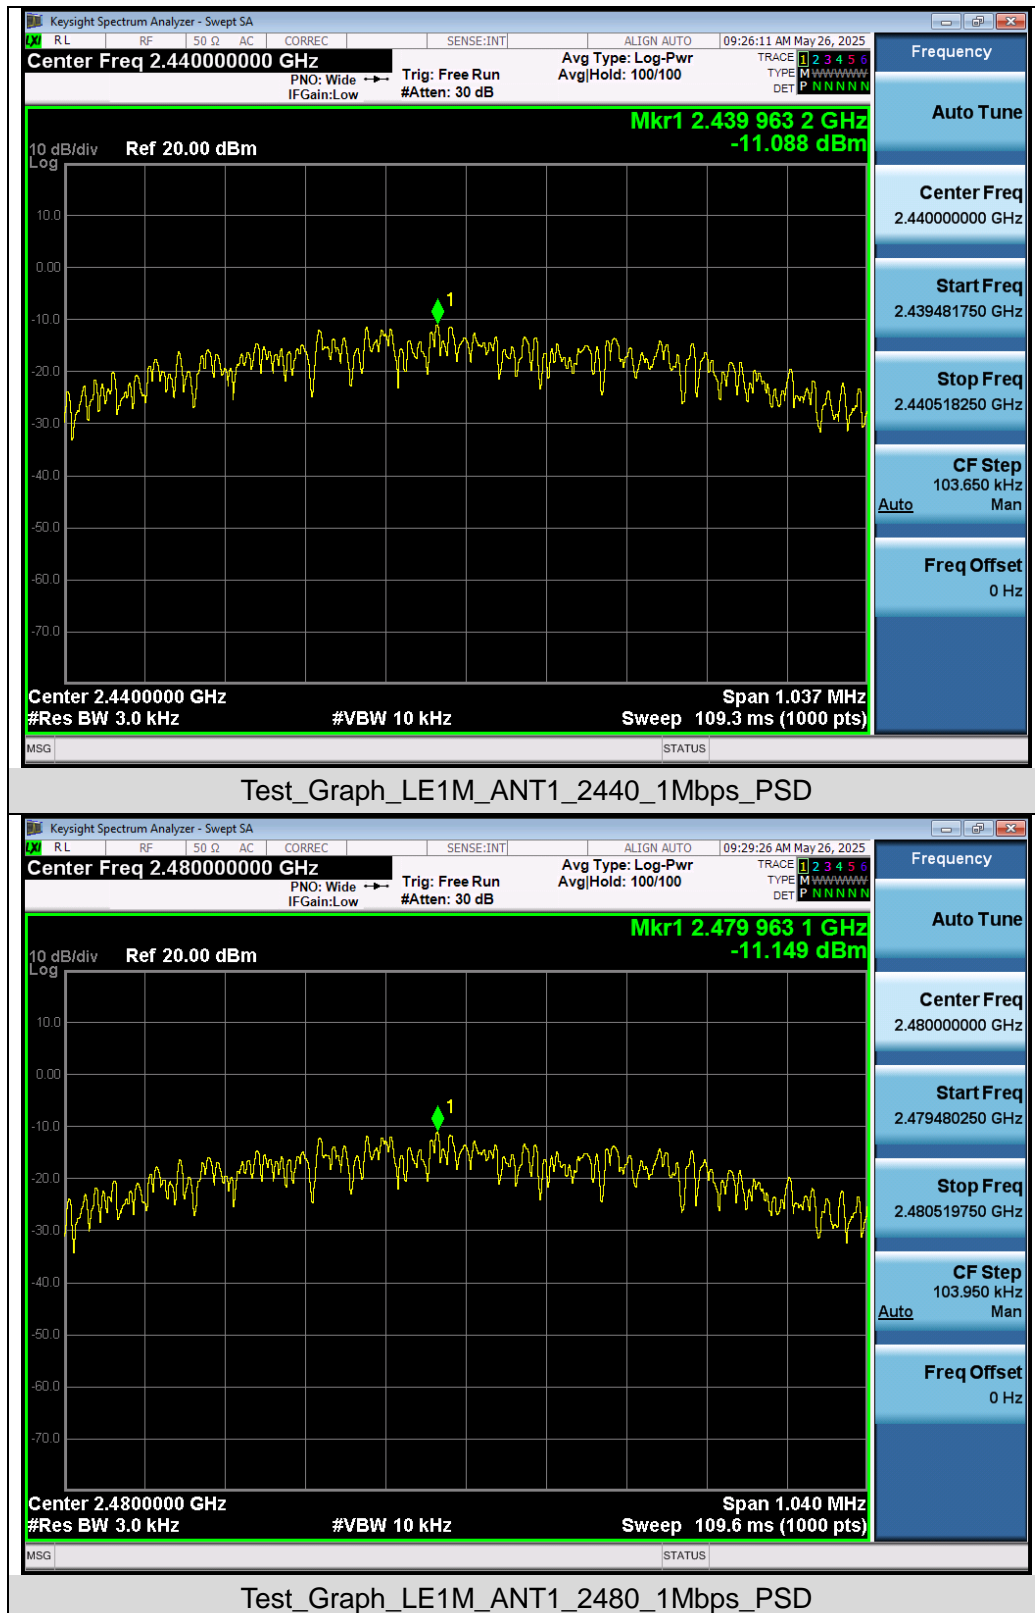 Keysight Spectrum Analyzer - Swept SA
LXI RL RF 50 Ω AC CORREC SENSE:INT ALIGN AUTO 09:26:11 AM May 26, 2025
Center Freq 2.440000000 GHz
PNO: Wide
IFGain:Low
Trig: Free Run
#Atten: 30 dB
Avg Type: Log-Pwr
Avg|Hold: 100/100
TRACE 1 2 3 4 5 6
TYPE M W W W W W
DET P N N N N N
Mkr1 2.439 963 2 GHz
-11.088 dBm
10 dB/div Ref 20.00 dBm
Log
10.0
0.00
-10.0
-20.0
-30.0
-40.0
-50.0
-60.0
-70.0
1
Center 2.4400000 GHz Span 1.037 MHz
#Res BW 3.0 kHz #VBW 10 kHz Sweep 109.3 ms (1000 pts)
MSG STATUS
Frequency
Auto Tune
Center Freq
2.440000000 GHz
Start Freq
2.439481750 GHz
Stop Freq
2.440518250 GHz
CF Step
103.650 kHz
Auto Man
Freq Offset
0 Hz
Test_Graph_LE1M_ANT1_2440_1Mbps_PSD
Keysight Spectrum Analyzer - Swept SA
LXI RL RF 50 Ω AC CORREC SENSE:INT ALIGN AUTO 09:29:26 AM May 26, 2025
Center Freq 2.480000000 GHz
PNO: Wide
IFGain:Low
Trig: Free Run
#Atten: 30 dB
Avg Type: Log-Pwr
Avg|Hold: 100/100
TRACE 1 2 3 4 5 6
TYPE M W W W W W
DET P N N N N N
Mkr1 2.479 963 1 GHz
-11.149 dBm
10 dB/div Ref 20.00 dBm
Log
10.0
0.00
-10.0
-20.0
-30.0
-40.0
-50.0
-60.0
-70.0
1
Center 2.4800000 GHz Span 1.040 MHz
#Res BW 3.0 kHz #VBW 10 kHz Sweep 109.6 ms (1000 pts)
MSG STATUS
Frequency
Auto Tune
Center Freq
2.480000000 GHz
Start Freq
2.479480250 GHz
Stop Freq
2.480519750 GHz
CF Step
103.950 kHz
Auto Man
Freq Offset
0 Hz
Test_Graph_LE1M_ANT1_2480_1Mbps_PSD